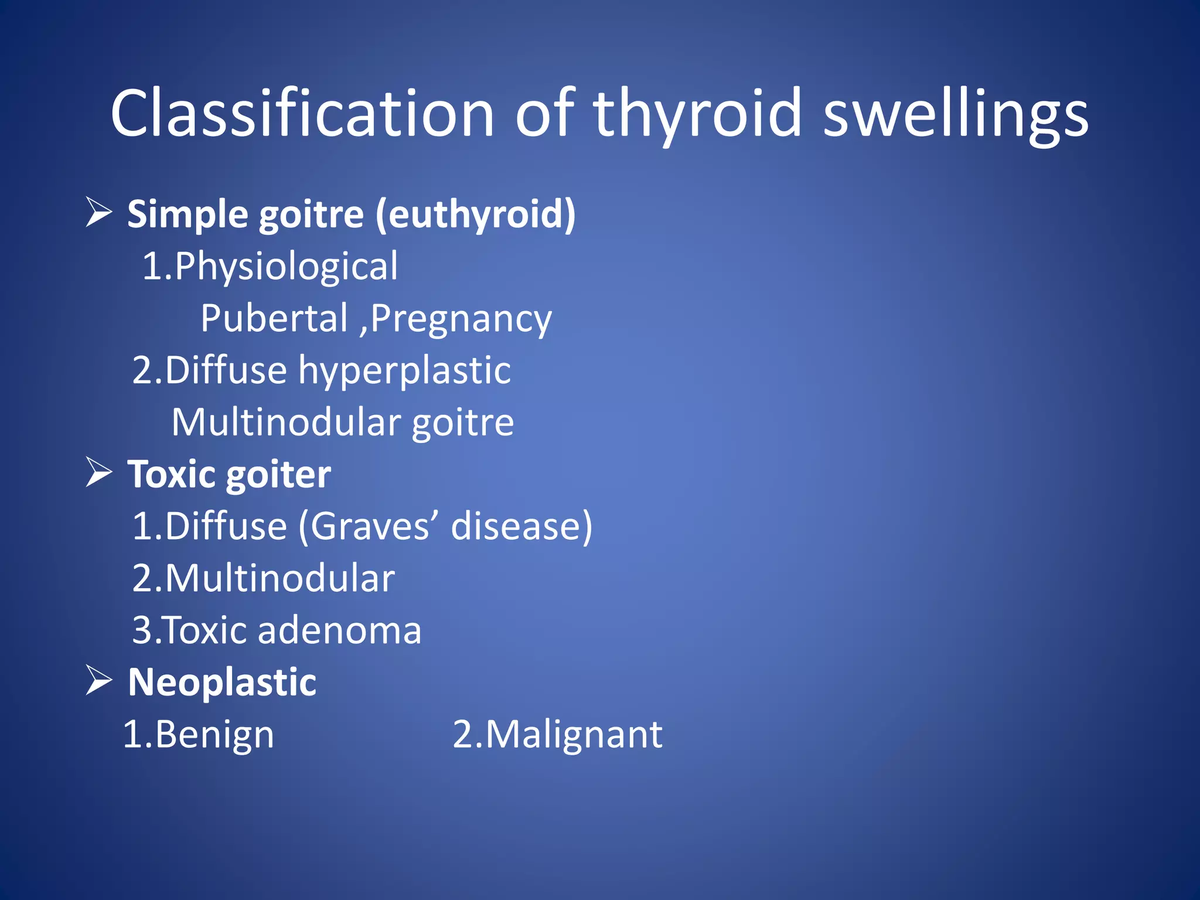 Classification of thyroid swellings
➢ Simple goitre (euthyroid)
1.Physiological
Pubertal ,Pregnancy
2.Diffuse hyperplastic
Multinodular goitre
➢ Toxic goiter
1.Diffuse (Graves’ disease)
2.Multinodular
3.Toxic adenoma
➢ Neoplastic
1.Benign 2.Malignant